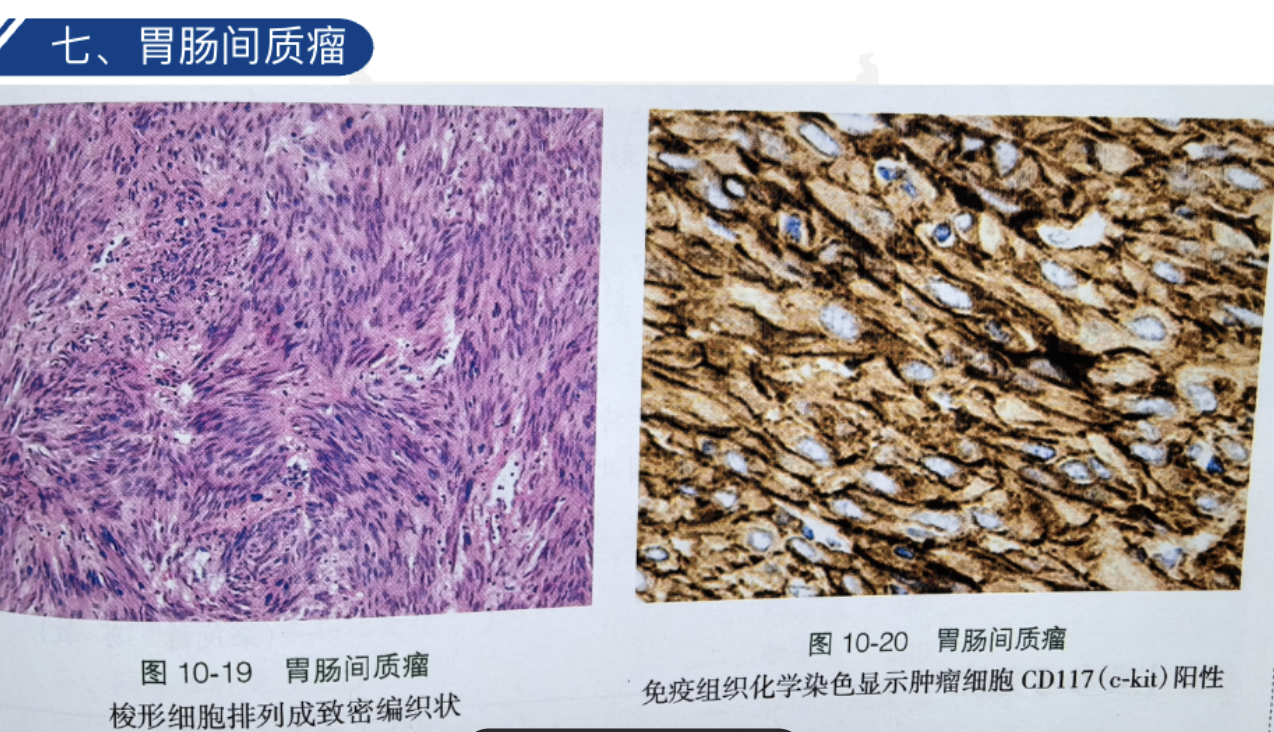 七、胃肠间质瘤
图 10-19 胃肠间质瘤
梭形细胞排列成致密编织状
图 10-20 胃肠间质瘤
免疫组织化学染色显示肿瘤细胞 CD117(c-kit)阳性